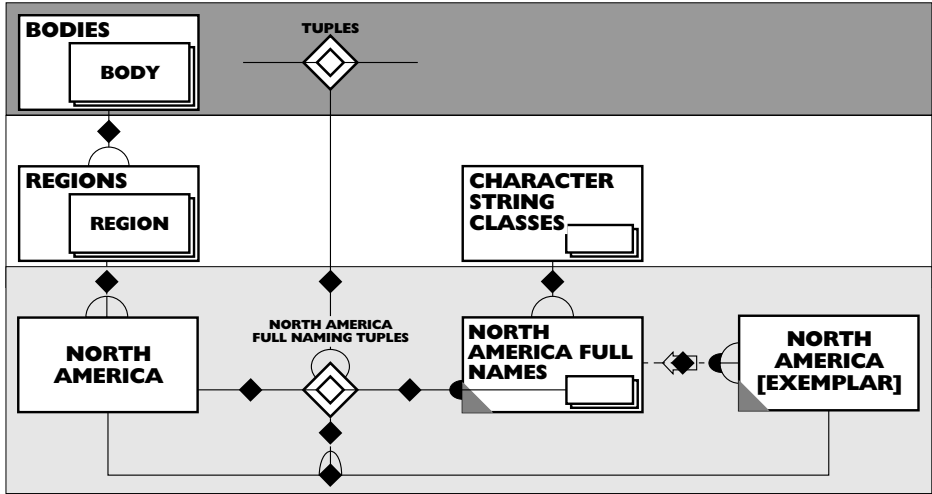 BODIES
BODY
TUPLES
REGIONS
REGION
CHARACTER
STRING
CLASSES
NORTH AMERICA
FULL NAMING TUPLES
NORTH
AMERICA
NORTH
AMERICA FULL
NAMES
NORTH
AMERICA
[EXEMPLAR]